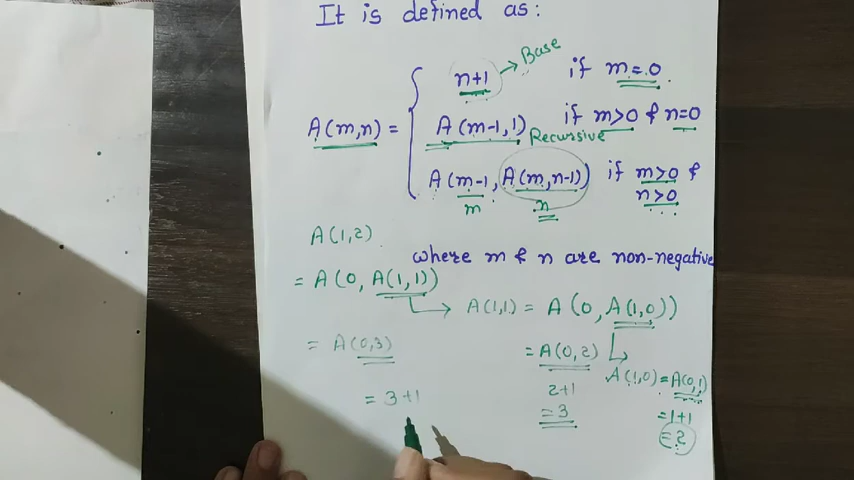 It is defined as:
n+1 → Base if m=0
A(m,n) = A(m-1,1) if m>0 & n=0
Recursive
A(m-1, A(m,n-1)) if m>0 &
n>0
m n
A(1,2)
where m & n are non-negative
= A(0, A(1,1))
A(1,1) = A(0, A(1,0))
= A(0,3)
= A(0,2)
A(1,0) = A(0,1)
= 3+1
2+1
= 3
= 1+1
= 2